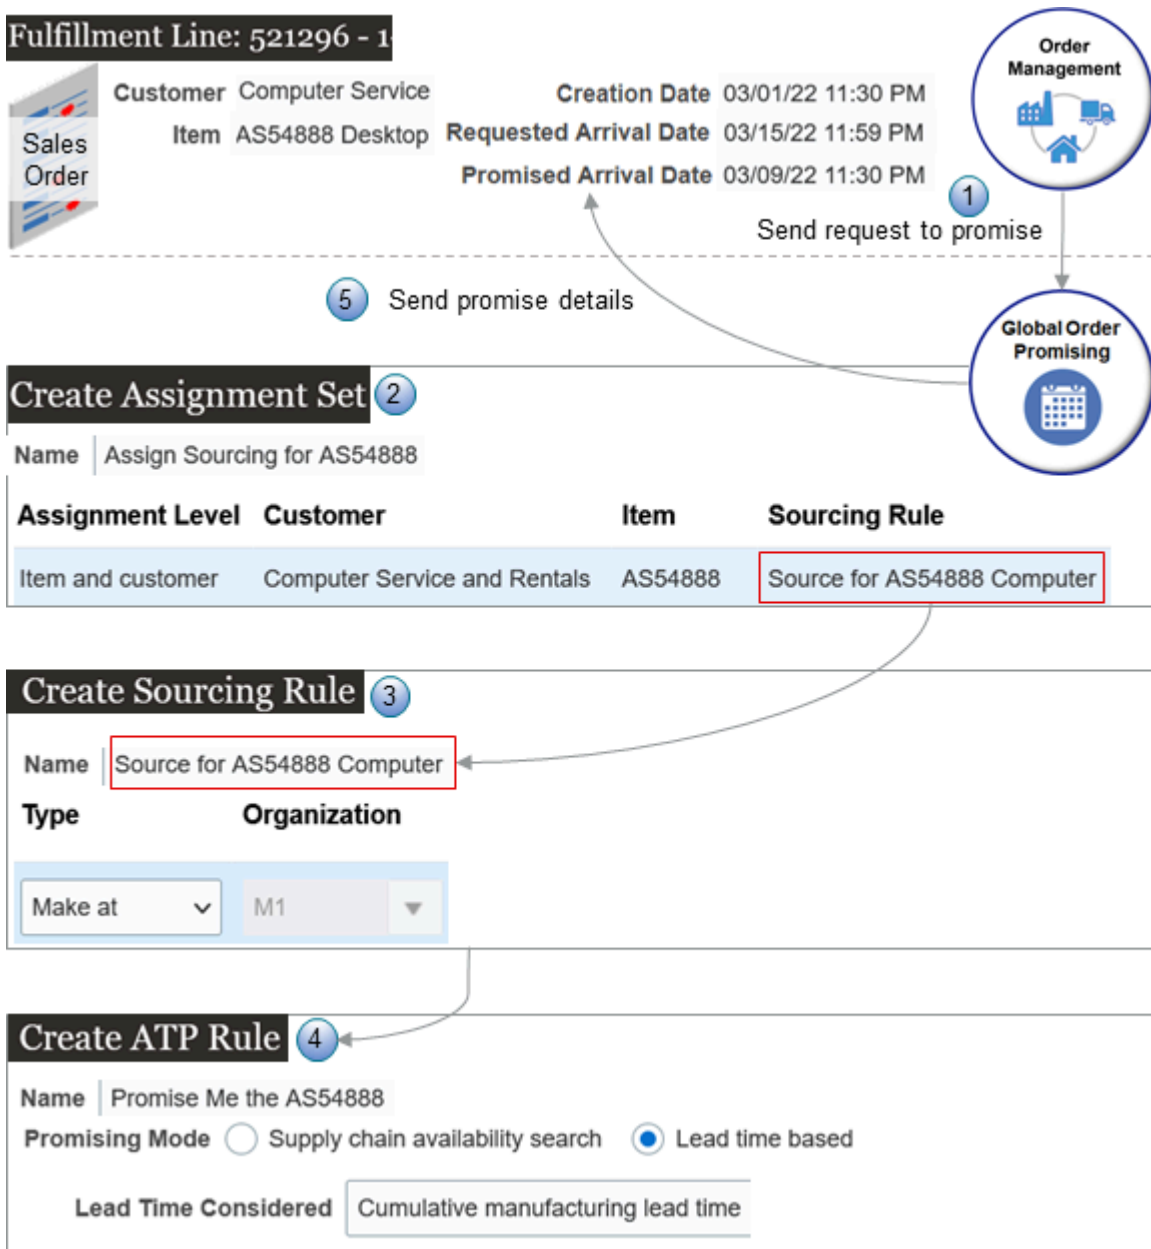 Fulfillment Line: 521296 - 1
Sales
Order
Customer Computer Service
Item AS54888 Desktop
Creation Date 03/01/22 11:30 PM
Requested Arrival Date 03/15/22 11:59 PM
Promised Arrival Date 03/09/22 11:30 PM
Order
Management
1
Send request to promise
5 Send promise details
Global Order
Promising
Create Assignment Set 2
Name Assign Sourcing for AS54888
Assignment Level Customer Item Sourcing Rule
Item and customer Computer Service and Rentals AS54888 Source for AS54888 Computer
Create Sourcing Rule 3
Name Source for AS54888 Computer
Type Organization
Make at M1
Create ATP Rule 4
Name Promise Me the AS54888
Promising Mode Supply chain availability search Lead time based
Lead Time Considered Cumulative manufacturing lead time